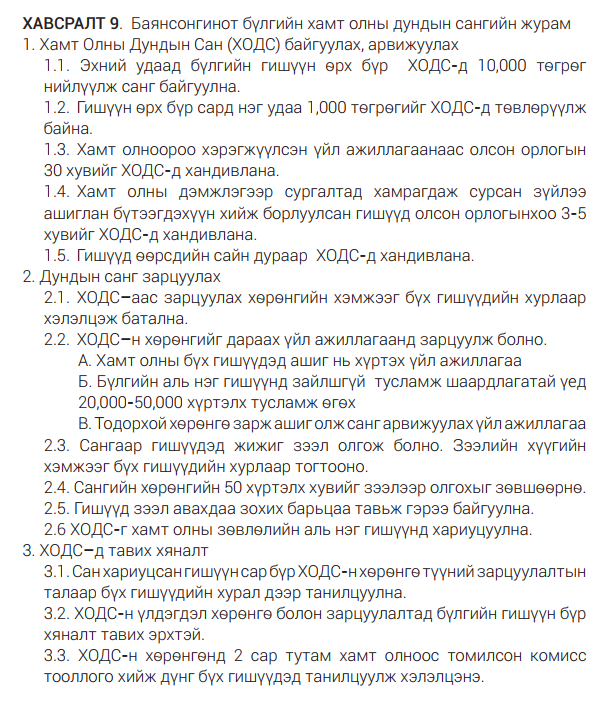 ХАВСРАЛТ 9. Баянсонгинот бүлгийн хамт олны дундын сангийн журам
1. Хамт Олны Дундын Сан (ХОДС) байгуулах, арвижуулах
1.1. Эхний удаад бүлгийн гишүүн өрх бүр ХОДС-д 10,000 төгрөг
нийлүүлж санг байгуулна.
1.2. Гишүүн өрх бүр сард нэг удаа 1,000 төгрөгийг ХОДС-д төвлөрүүлж
байна.
1.3. Хамт олноороо хэрэгжүүлсэн үйл ажиллагаанаас олсон орлогын
30 хувийг ХОДС-д хандивлана.
1.4. Хамт олны дэмжлэгээр сургалтад хамрагдаж сурсан зүйлээ
ашиглан бүтээгдэхүүн хийж борлуулсан гишүүд олсон орлогынхоо 3-5
хувийг ХОДС-д хандивлана.
1.5. Гишүүд өөрсдийн сайн дураар ХОДС-д хандивлана.
2. Дундын санг зарцуулах
2.1. ХОДС–аас зарцуулах хөрөнгийн хэмжээг бүх гишүүдийн хурлаар
хэлэлцэж батална.
2.2. ХОДС–н хөрөнгийг дараах үйл ажиллагаанд зарцуулж болно.
А. Хамт олны бүх гишүүдэд ашиг нь хүртэх үйл ажиллагаа
Б. Бүлгийн аль нэг гишүүнд зайлшгүй тусламж шаардлагатай үед
20,000-50,000 хүртэлх тусламж өгөх
В. Тодорхой хөрөнгө зарж ашиг олж санг арвижуулах үйл ажиллагаа
2.3. Сангаар гишүүдэд жижиг зээл олгож болно. Зээлийн хүүгийн
хэмжээг бүх гишүүдийн хурлаар тогтооно.
2.4. Сангийн хөрөнгийн 50 хүртэлх хувийг зээлээр олгохыг зөвшөөрнө.
2.5. Гишүүд зээл авахдаа зохих барьцаа тавьж гэрээ байгуулна.
2.6 ХОДС-г хамт олны зөвлөлийн аль нэг гишүүнд хариуцуулна.
3. ХОДС–д тавих хяналт
3.1. Сан хариуцсан гишүүн сар бүр ХОДС-н хөрөнгө түүний зарцуулалтын
талаар бүх гишүүдийн хурал дээр танилцуулна.
3.2. ХОДС-н үлдэгдэл хөрөнгө болон зарцуулалтад бүлгийн гишүүн бүр
хяналт тавих эрхтэй.
3.3. ХОДС-н хөрөнгөнд 2 сар тутам хамт олноос томилсон комисс
тооллого хийж дүнг бүх гишүүдэд танилцуулж хэлэлцэнэ.